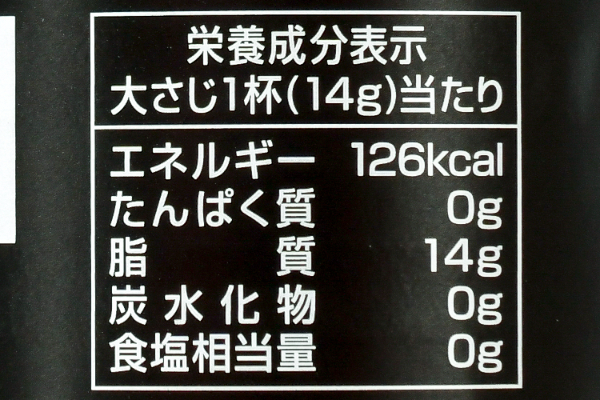 栄養成分表示
大さじ1杯(14g)当たり
エネルギー 126kcal
たんぱく質 0g
脂質 14g
炭水化物 0g
食塩相当量 0g